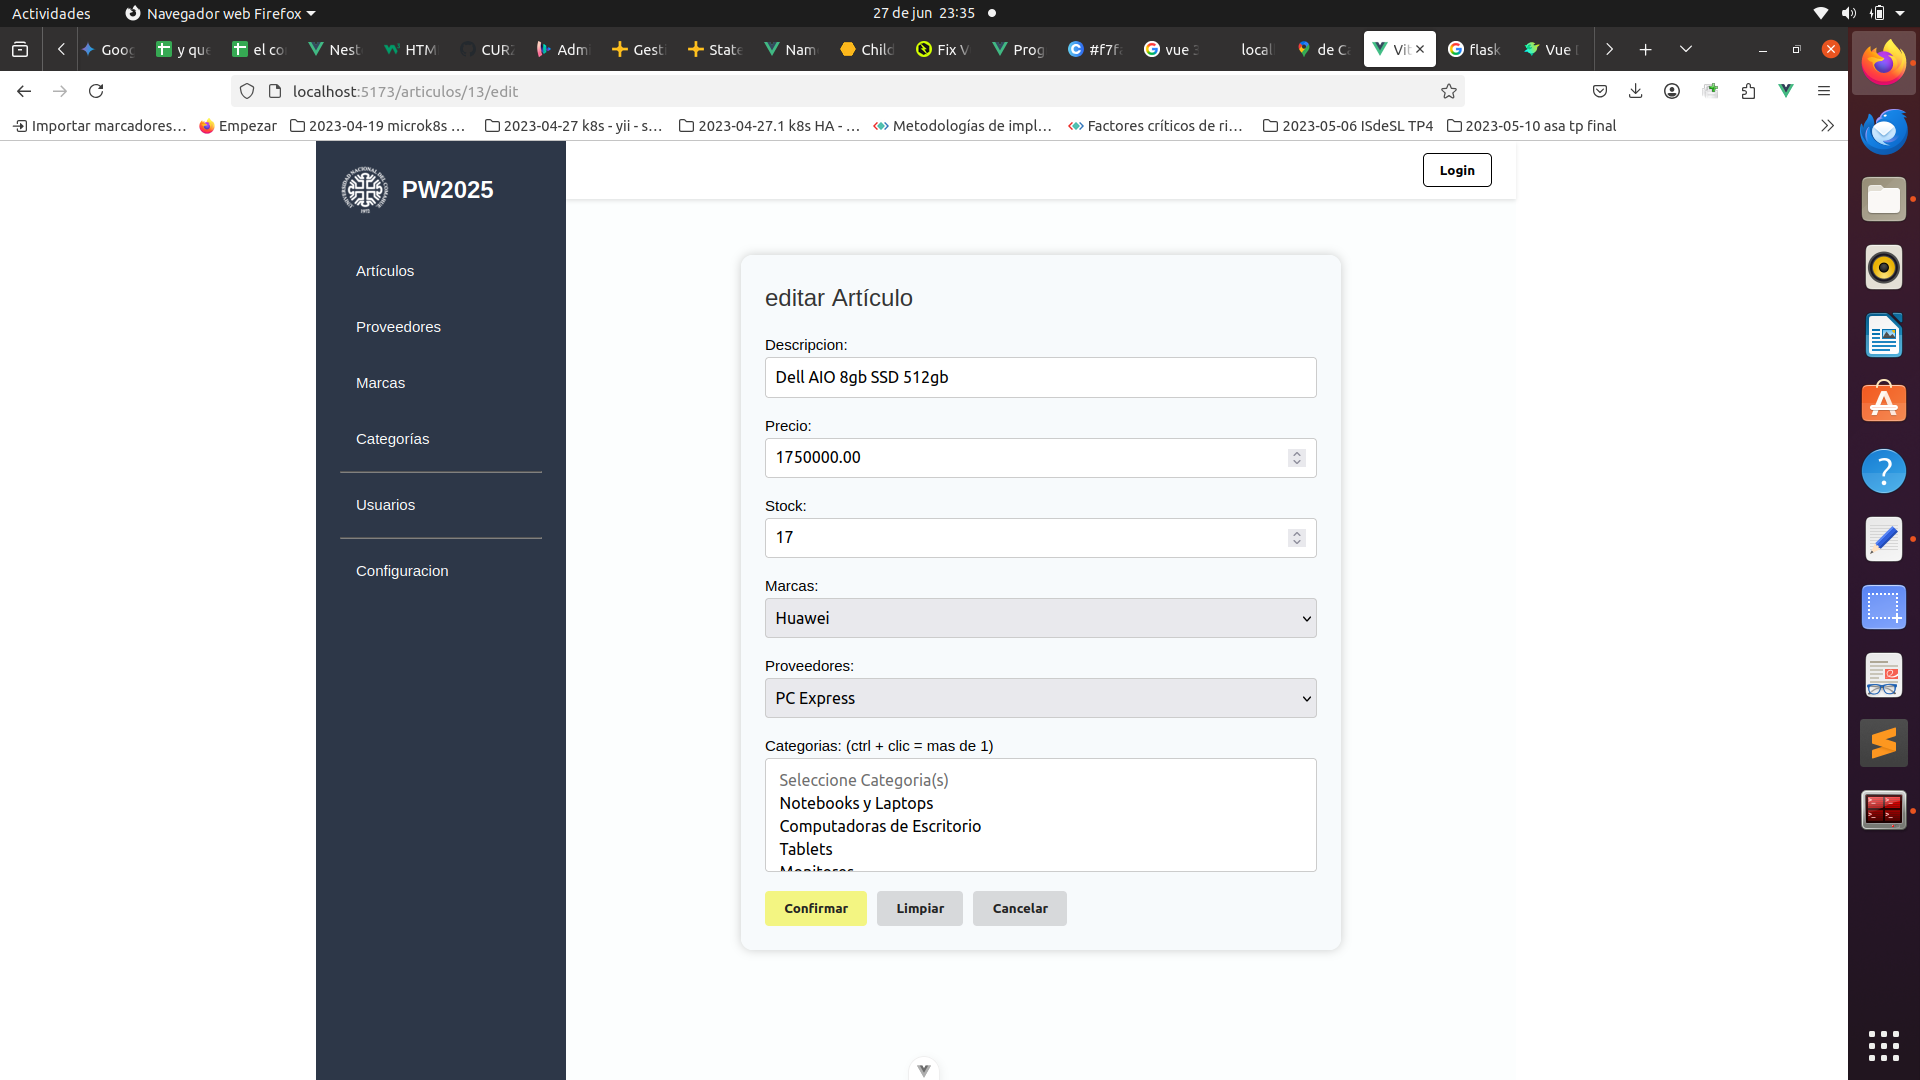 Actividades
Navegador web Firefox
27 de jun 23:35
Goog
y que
el co
Nest
HTM
CURZ
Admi
Gesti
State
Nam
Child
Fix V
Prog
#f7f
vue 3
local
de C
Vit
flask
Vue
localhost:5173/articulos/13/edit
Importar marcadores...
Empezar
2023-04-19 microk8s ...
2023-04-27 k8s - yii - s...
2023-04-27.1 k8s HA - ...
Metodologías de impl...
Factores críticos de ri...
2023-05-06 ISdeSL TP4
2023-05-10 asa tp final
PW2025
Login
Artículos
Proveedores
Marcas
Categorías
Usuarios
Configuracion
editar Artículo
Descripcion:
Dell AIO 8gb SSD 512gb
Precio:
1750000.00
Stock:
17
Marcas:
Huawei
Proveedores:
PC Express
Categorias: (ctrl + clic = mas de 1)
Seleccione Categoria(s)
Notebooks y Laptops
Computadoras de Escritorio
Tablets
Monitores
Confirmar
Limpiar
Cancelar